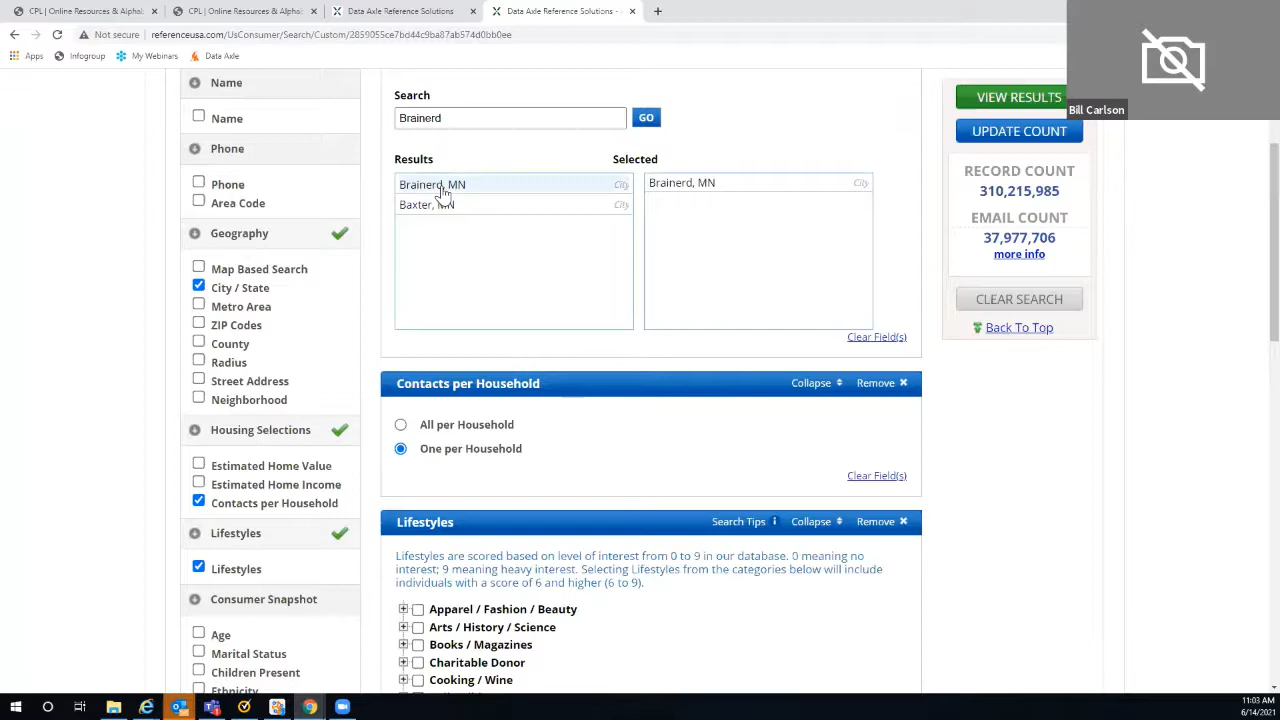 CPL | Online Resources & Alphab
CPL | Online Resources & Alphab
Data Axle Reference Solutions
Data Axle Reference Solutions -
Not secure | referenceusa.com/UsConsumer/Search/Custom/2859055ce7bd44c9ba87ab574d0bb0ee
Apps
Infogroup
My Webinars
Data Axle
Bill Carlson
Name
Name
Phone
Phone
Area Code
Geography
Map Based Search
City / State
Metro Area
ZIP Codes
County
Radius
Street Address
Neighborhood
Housing Selections
Estimated Home Value
Estimated Home Income
Contacts per Household
Lifestyles
Lifestyles
Consumer Snapshot
Age
Marital Status
Children Present
Ethnicity
Search
Brainerd
GO
Results
Selected
Brainerd, MN City
Baxter, MN City
Brainerd, MN City
Clear Field(s)
Contacts per Household
Collapse
Remove
All per Household
One per Household
Clear Field(s)
Lifestyles
Search Tips i
Collapse
Remove
Lifestyles are scored based on level of interest from 0 to 9 in our database. 0 meaning no
interest; 9 meaning heavy interest. Selecting Lifestyles from the categories below will include
individuals with a score of 6 and higher (6 to 9).
Apparel / Fashion / Beauty
Arts / History / Science
Books / Magazines
Charitable Donor
Cooking / Wine
VIEW RESULTS
UPDATE COUNT
RECORD COUNT
310,215,985
EMAIL COUNT
37,977,706
more info
CLEAR SEARCH
Back To Top
11:03 AM
6/14/2021